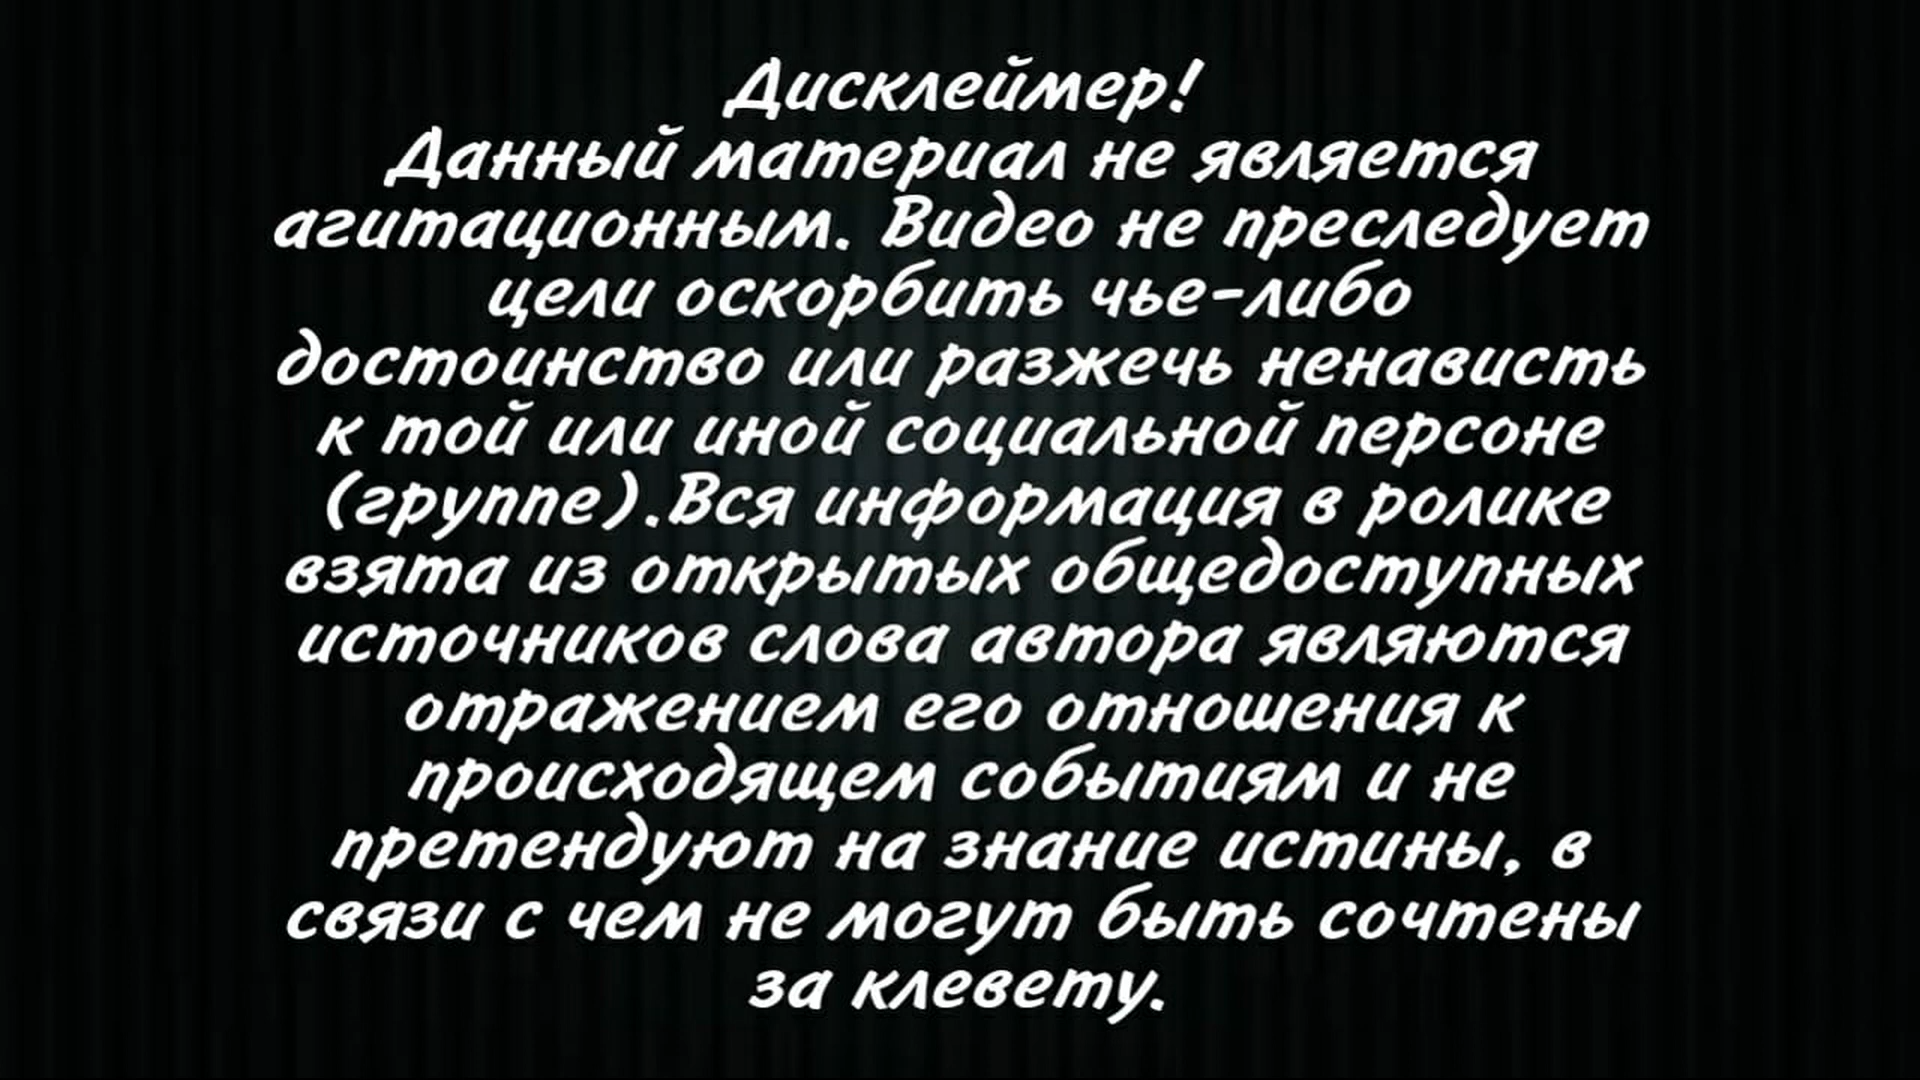 Дисклеймер!
Данный материал не является
агитационным. Видео не преследует
цели оскорбить чье-либо
достоинство или разжечь ненависть
к той или иной социальной персоне
(группе).Вся информация в ролике
взята из открытых общедоступных
источников слова автора являются
отражением его отношения к
происходящем событиям и не
претендуют на знание истины, в
связи с чем не могут быть сочтены
за клевету.